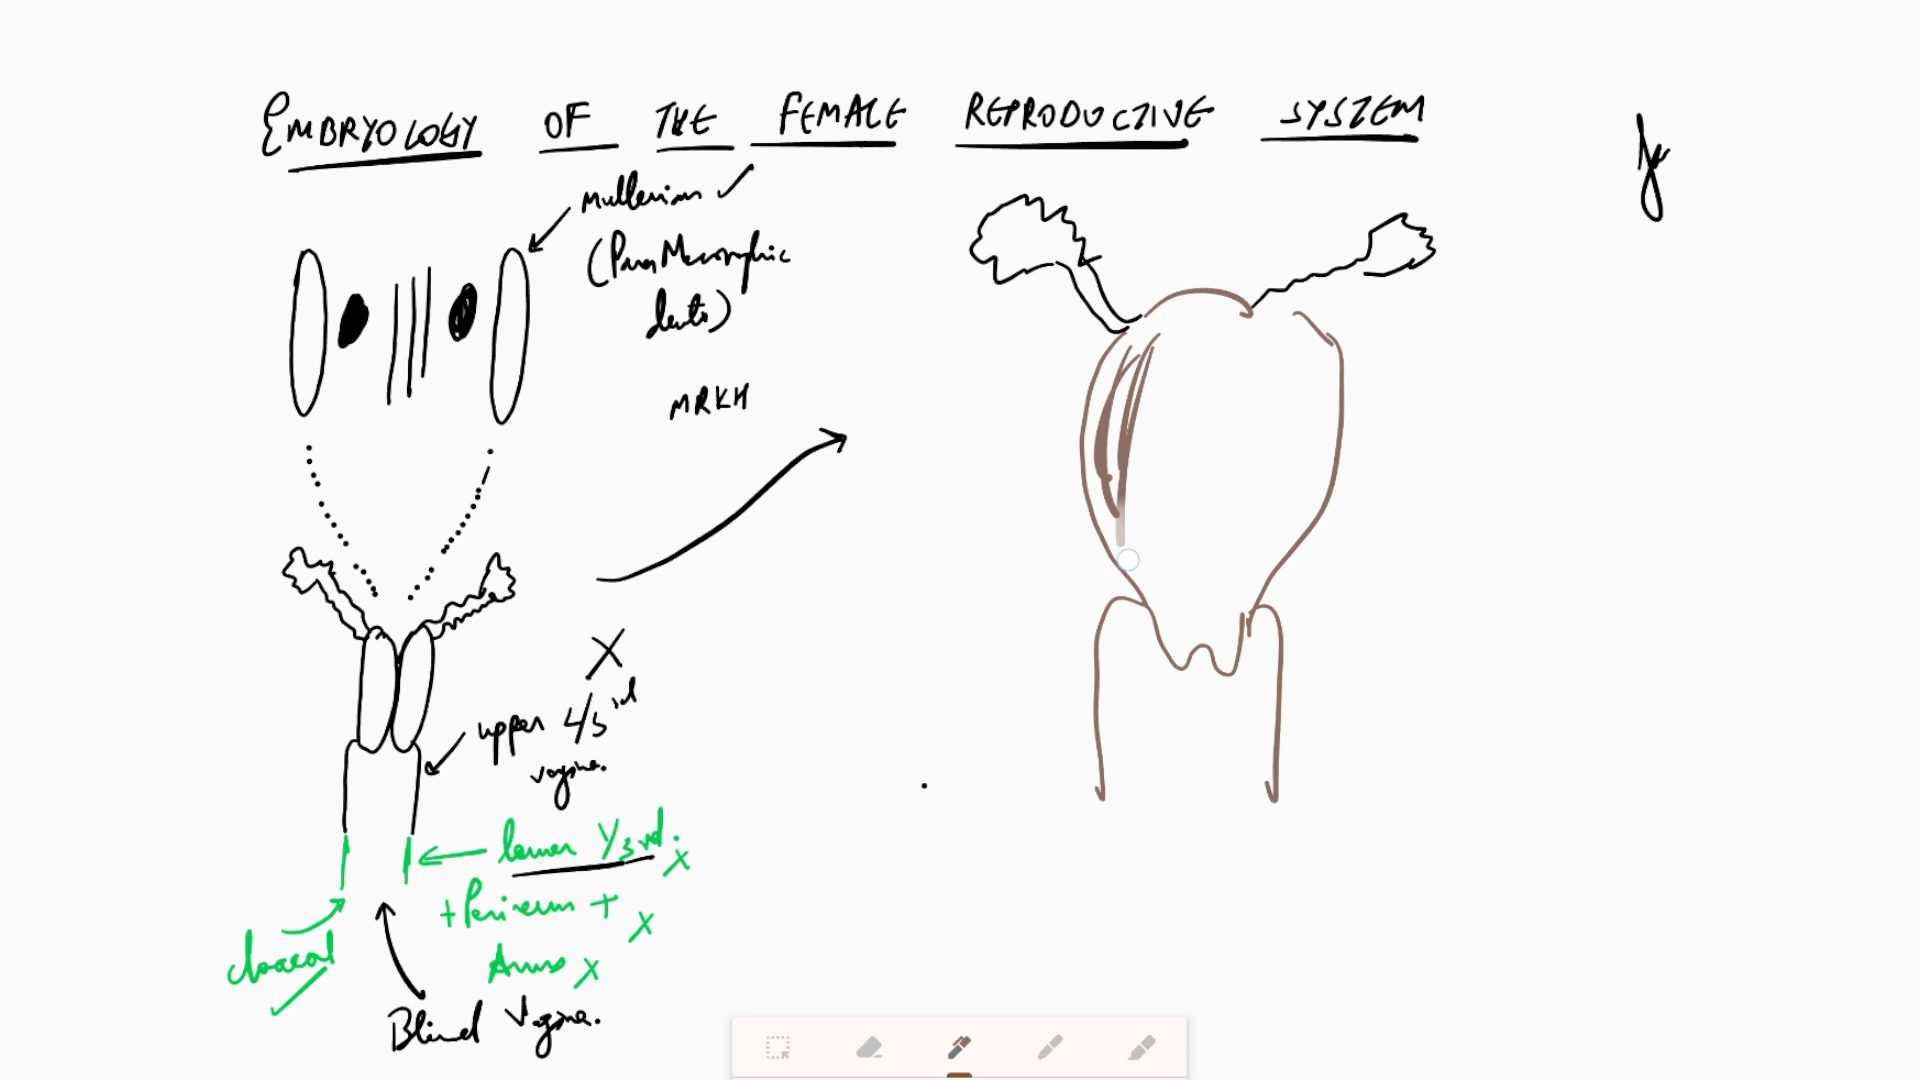 EMBRYOLOGY OF THE FEMALE REPRODUCTIVE SYSTEM
Mullerian
(ParaMesonephric
ducts)
MRKH
X
upper 4/5
vagina.
lower 1/3rd. x
+ Perineum + x
Anus x
cloacal
Blind Vagina.